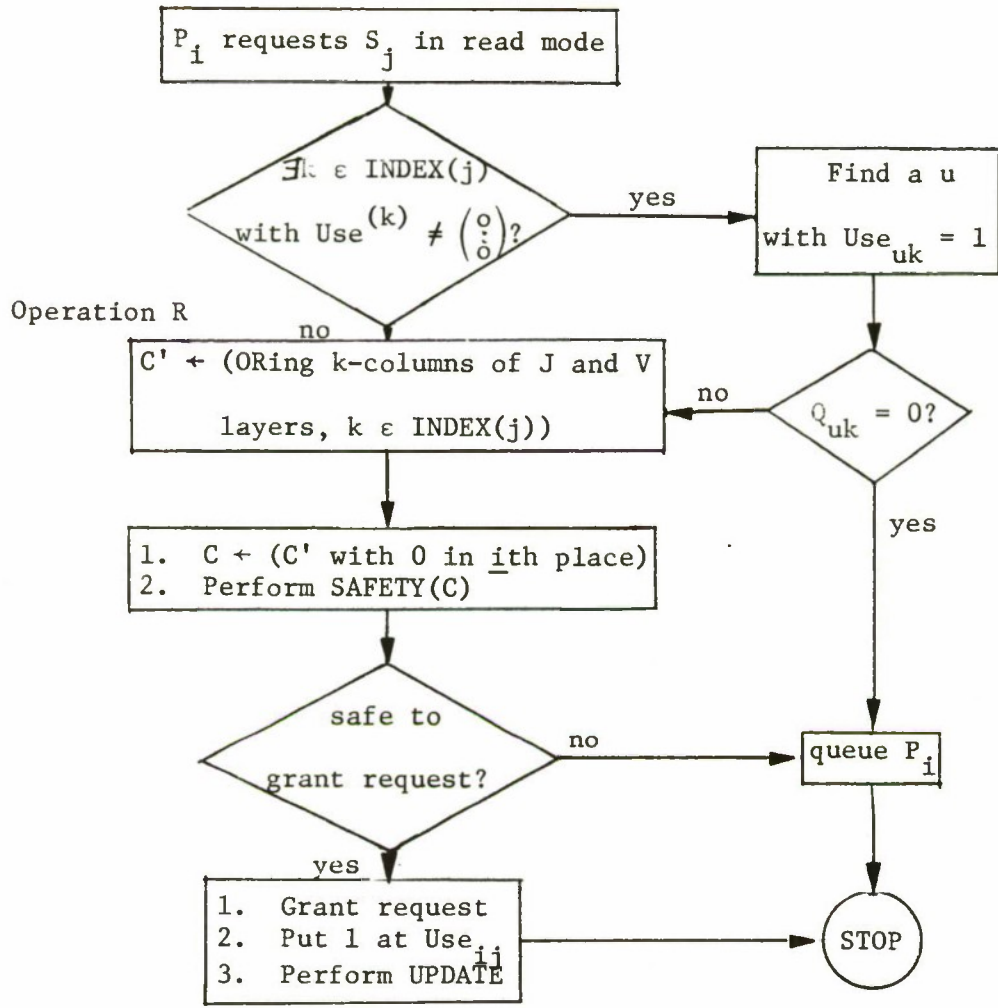 P_i requests S_j in read mode
∃k ε INDEX(j)
with Use^(k) ≠ (o ⋮ o)?
yes
Find a u
with Use_uk = 1
Operation R
no
C' ← (ORing k-columns of J and V
layers, k ε INDEX(j))
no
Q_uk = 0?
yes
1. C ← (C' with 0 in ith place)
2. Perform SAFETY(C)
safe to
grant request?
no
queue P_i
yes
1. Grant request
2. Put 1 at Use_ij
3. Perform UPDATE
STOP